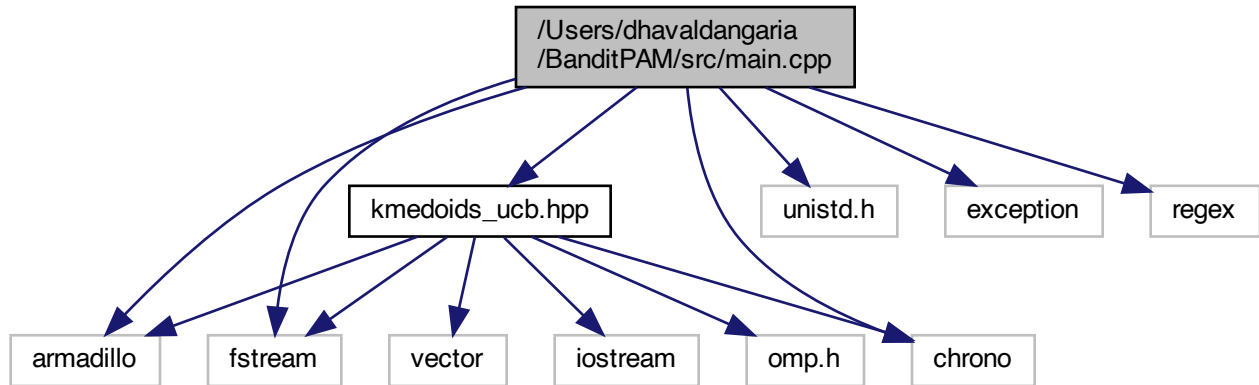 /Users/dhavaldangaria
/BanditPAM/src/main.cpp
kmedoids_ucb.hpp
unistd.h
exception
regex
armadillo
fstream
vector
iostream
omp.h
chrono